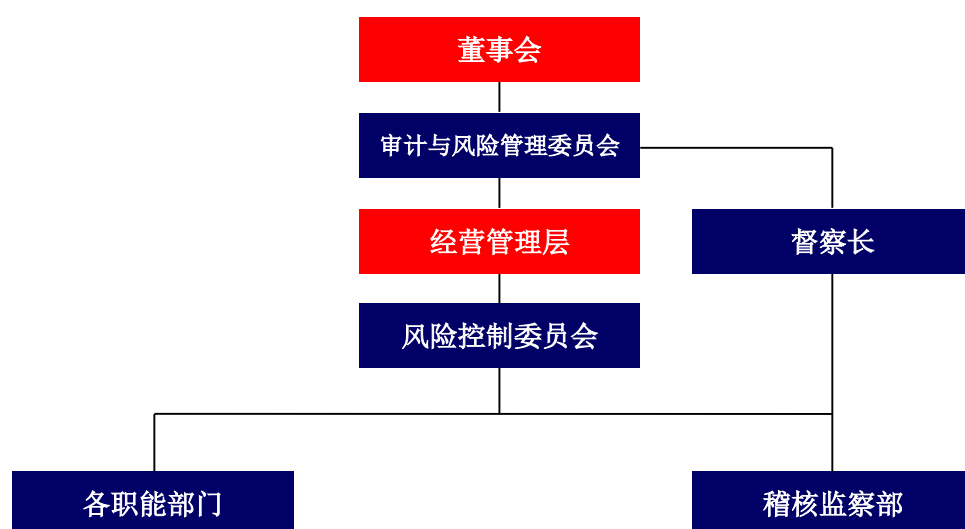 董事会
审计与风险管理委员会
经营管理层
督察长
风险控制委员会
各职能部门
稽核监察部